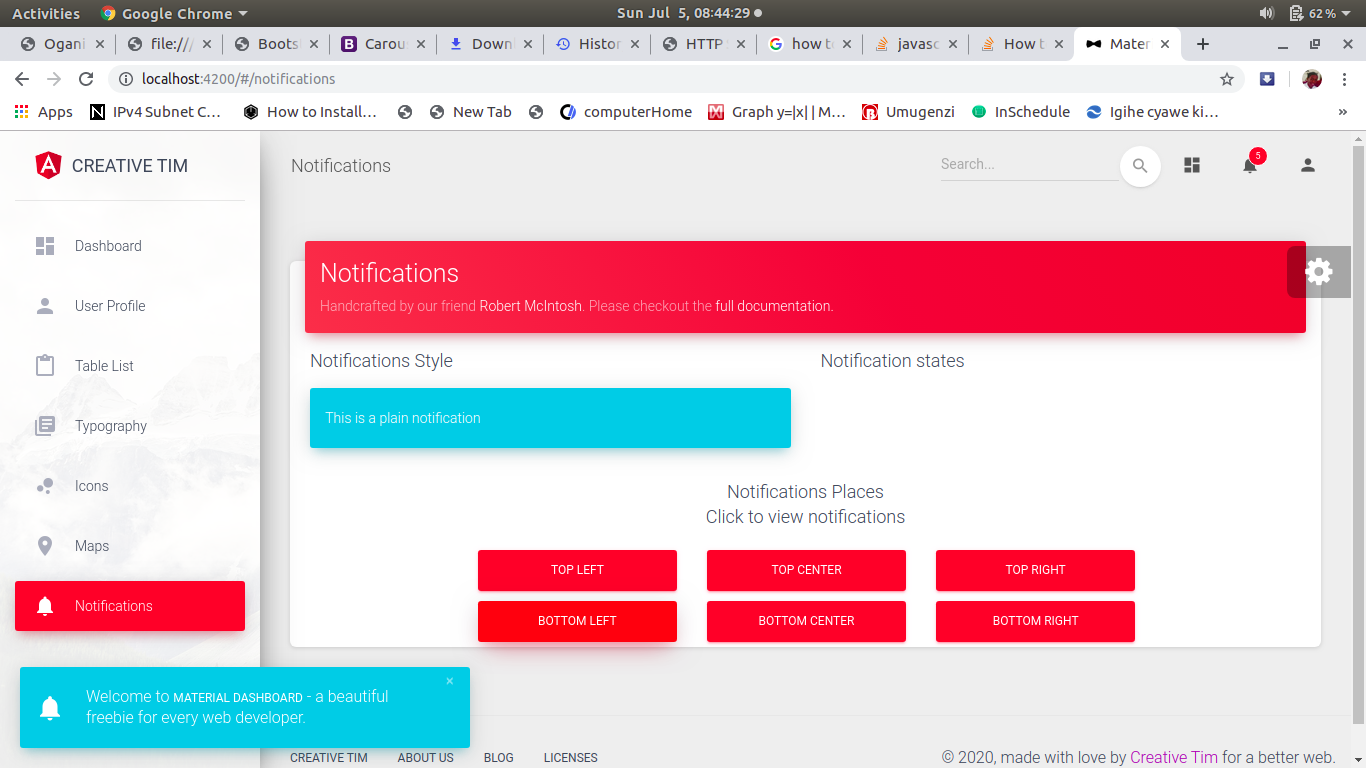 Activities Google Chrome Sun Jul 5, 08:44:29 62%
Ogani file:/// Boots Carou Downl Histor HTTP how to javasc How t Mater
localhost:4200/#/notifications
Apps IPv4 Subnet C… How to Install… New Tab computerHome Graph y=|x| | M… Umugenzi InSchedule Igihe cyawe ki… »
CREATIVE TIM
Notifications
Search...
5
Dashboard
User Profile
Table List
Typography
Icons
Maps
Notifications
Notifications
Handcrafted by our friend Robert McIntosh. Please checkout the full documentation.
Notifications Style
Notification states
This is a plain notification
Notifications Places
Click to view notifications
TOP LEFT TOP CENTER TOP RIGHT
BOTTOM LEFT BOTTOM CENTER BOTTOM RIGHT
Welcome to MATERIAL DASHBOARD - a beautiful
freebie for every web developer.
CREATIVE TIM ABOUT US BLOG LICENSES
© 2020, made with love by Creative Tim for a better web.